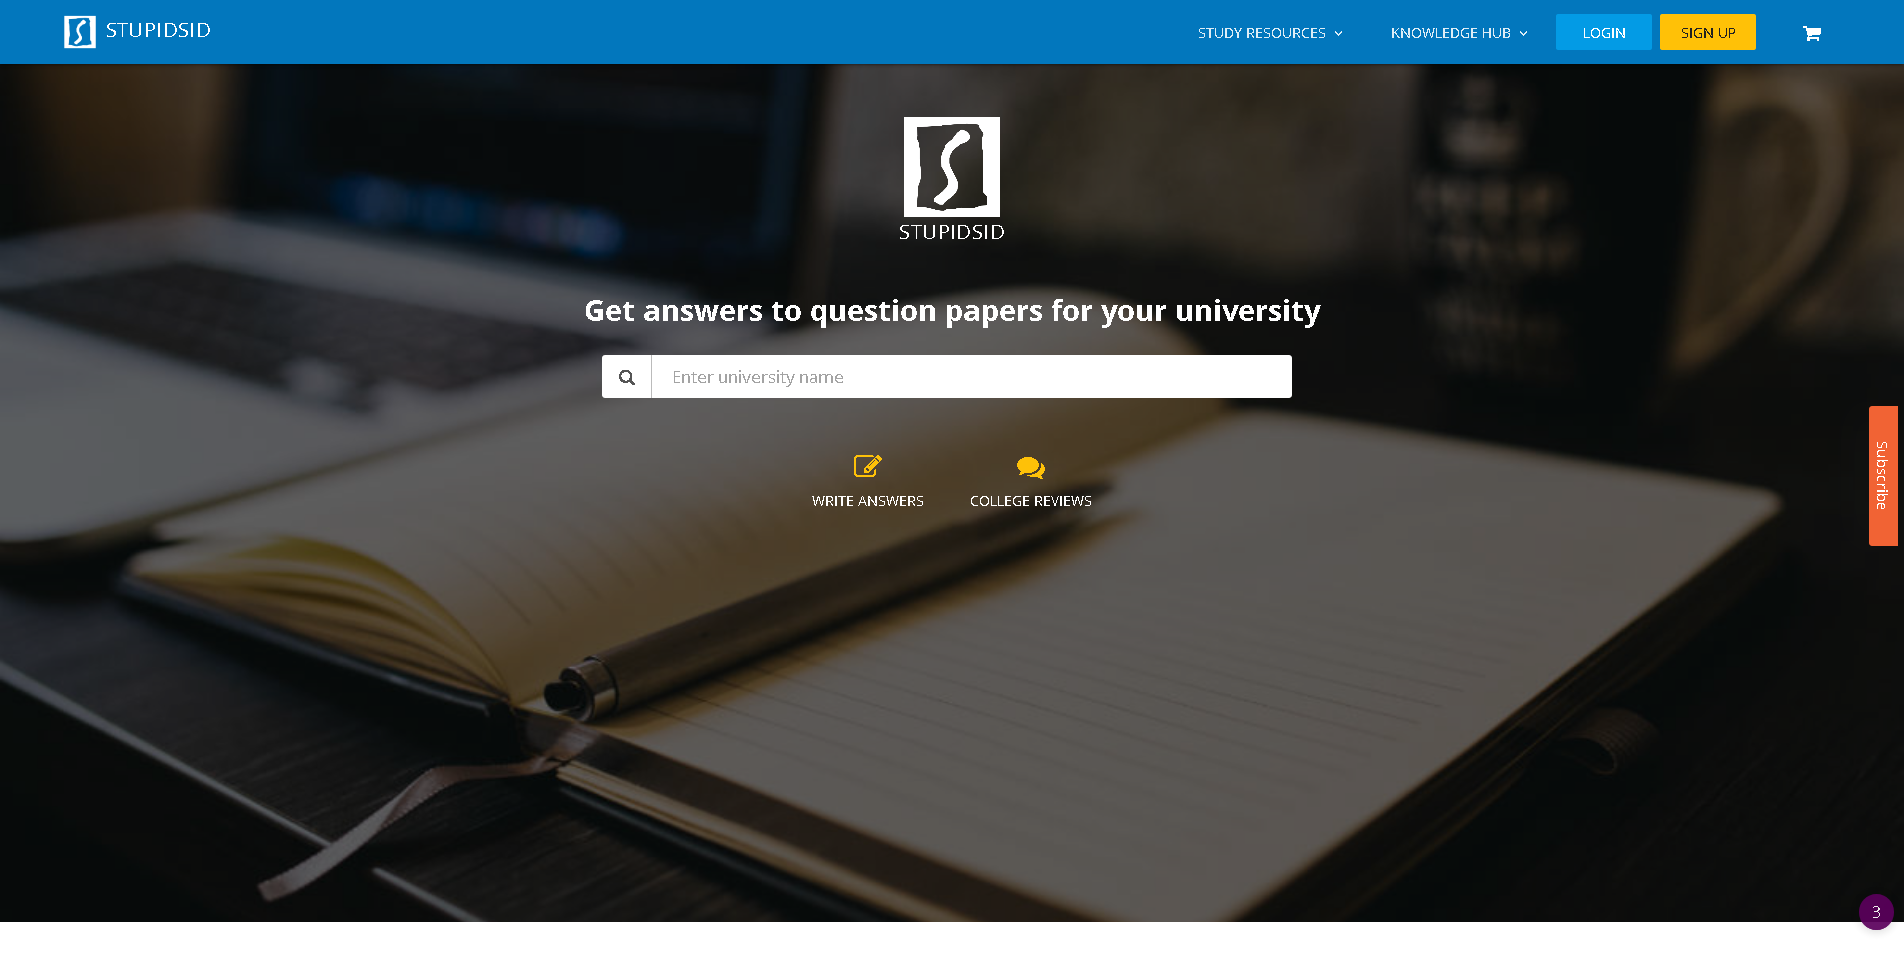 STUPIDSID
STUDY RESOURCES
KNOWLEDGE HUB
LOGIN
SIGN UP
STUPIDSID
Get answers to question papers for your university
Enter university name
WRITE ANSWERS
COLLEGE REVIEWS
Subscribe
3